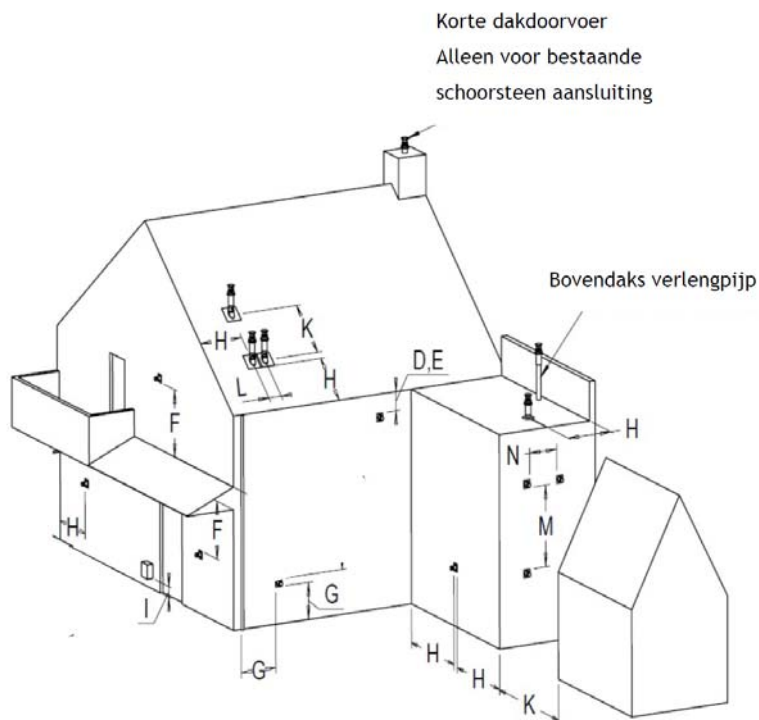 Korte dakdoorvoer
Alleen voor bestaande
schoorsteen aansluiting
Bovendaks verlengpijp
K
H
D,E
L
H
F
H
N
M
H
F
I
G
G
H
H
K